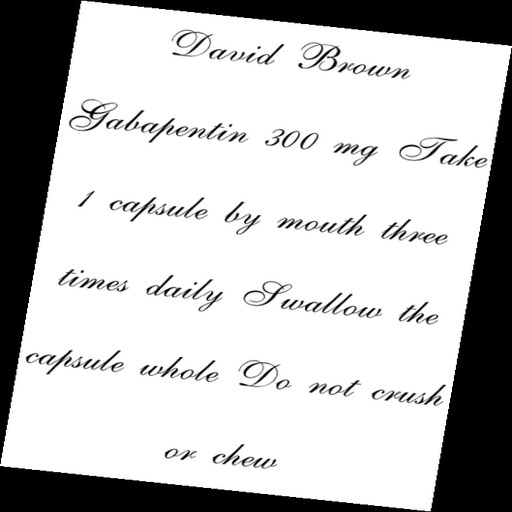 David Brown
Gabapentin 300 mg Take
1 capsule by mouth three
times daily Swallow the
capsule whole Do not crush
or chew